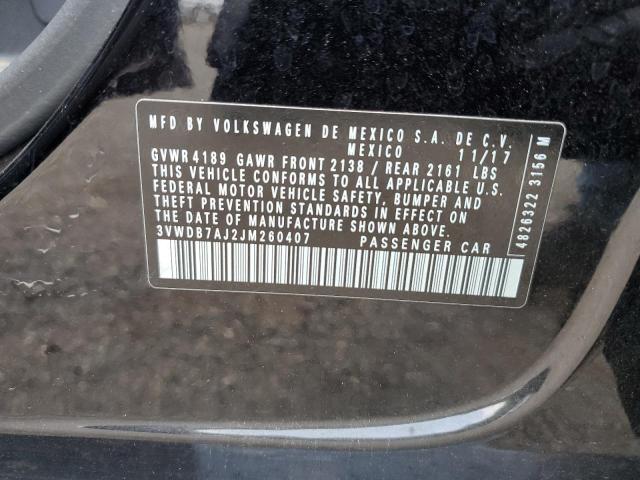 MFD BY VOLKSWAGEN DE MEXICO S.A. DE C.V.
MEXICO 11/17
GVWR 4189 GAWR FRONT 2138 / REAR 2161 LBS
THIS VEHICLE CONFORMS TO ALL APPLICABLE U.S.
FEDERAL MOTOR VEHICLE SAFETY, BUMPER AND
THEFT PREVENTION STANDARDS IN EFFECT ON
THE DATE OF MANUFACTURE SHOWN ABOVE.
3VWDB7AJ2JM260407 PASSENGER CAR
4826322 3156 M